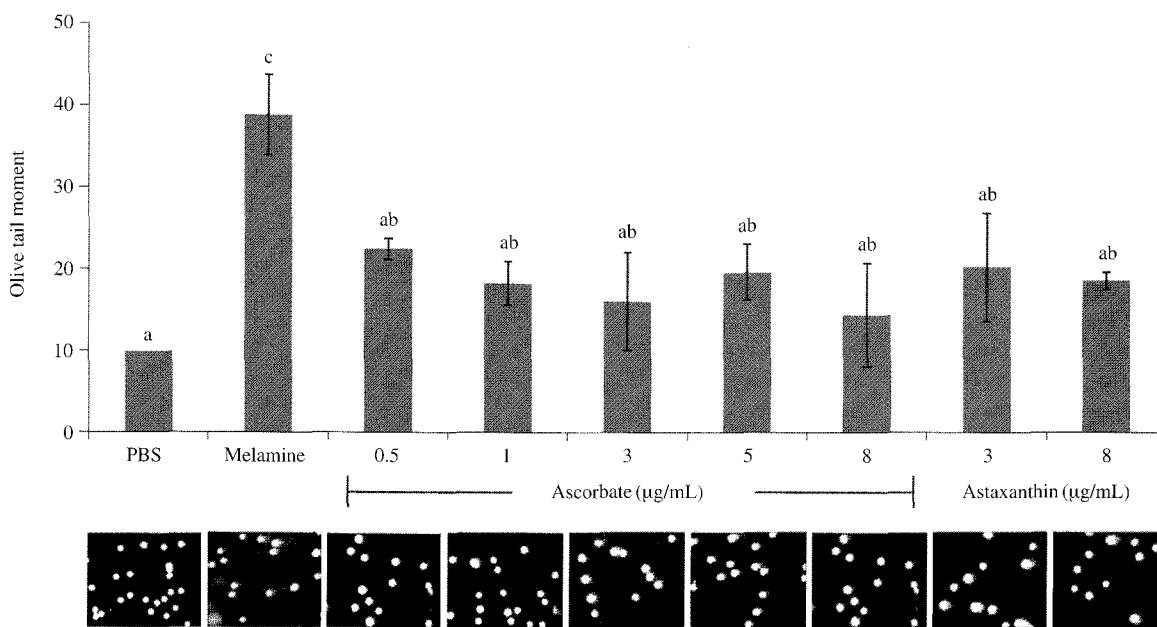 50
c
40
Olive tail moment
30
ab ab ab ab ab ab ab
20
a
10
0
PBS Melamine 0.5 1 3 5 8 3 8
Ascorbate (µg/mL) Astaxanthin (µg/mL)